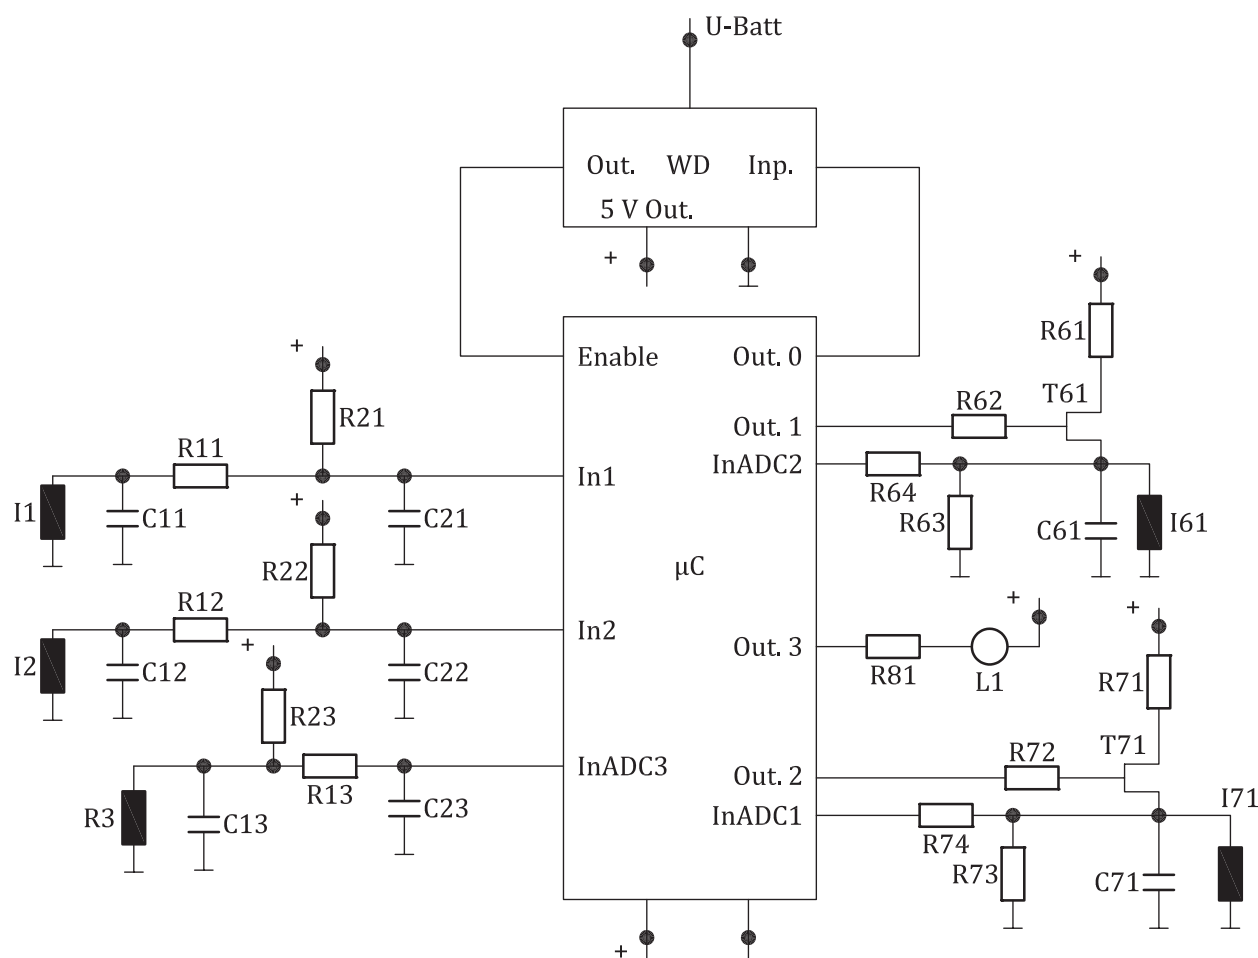 U-Batt
Out. WD Inp.
5 V Out.
+
+
+
Enable Out. 0
R61
R21
R62 T61
Out. 1
R11
In1 InADC2
+
R64
I1 C11 C21
R63 C61 I61
R22
µC
R12
+ +
In2 Out. 3
+
I2 C12 C22
R81 L1
R71
R23
T71
R72
InADC3 Out. 2
R13
I71
R3 C13 C23
InADC1
R74
R73 C71
+